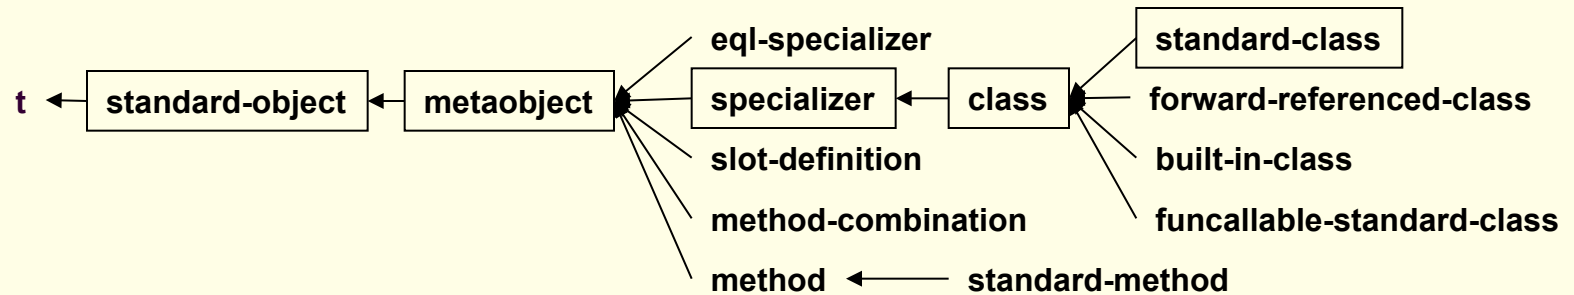 eql-specializer standard-class
t standard-object metaobject specializer class forward-referenced-class
slot-definition built-in-class
method-combination funcallable-standard-class
method standard-method